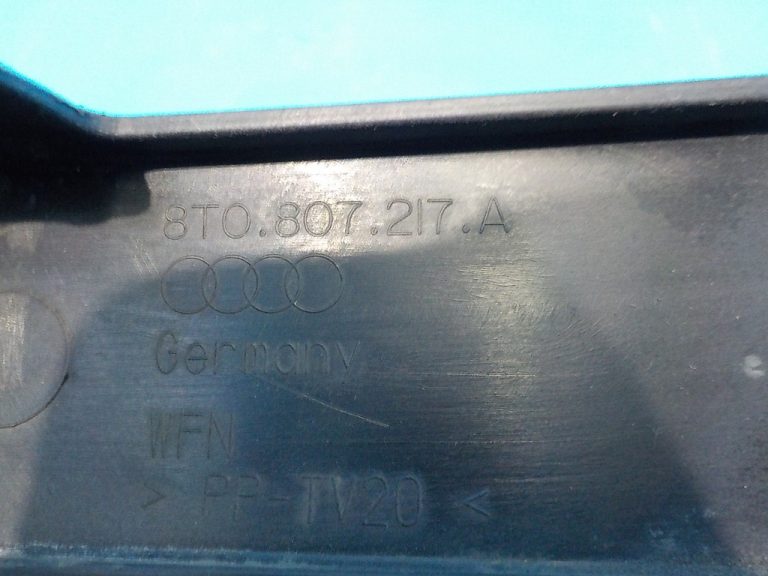 8T0.807.217.A
Germany
WFN
> PP-TV20 <